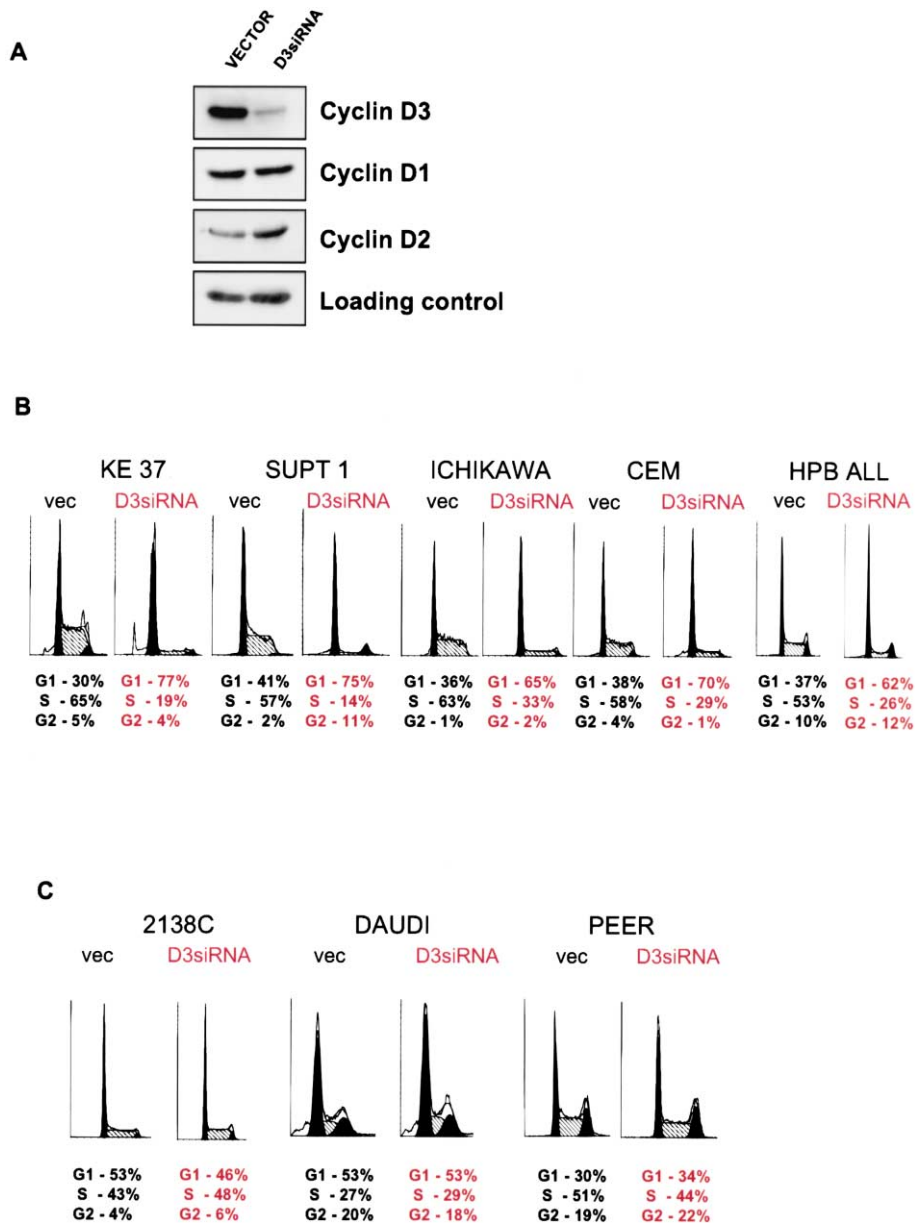 A
VECTOR D3siRNA
Cyclin D3
Cyclin D1
Cyclin D2
Loading control
B
KE 37 SUPT 1 ICHIKAWA CEM HPB ALL
vec D3siRNA vec D3siRNA vec D3siRNA vec D3siRNA vec D3siRNA
G1 - 30% G1 - 77% G1 - 41% G1 - 75% G1 - 36% G1 - 65% G1 - 38% G1 - 70% G1 - 37% G1 - 62%
S - 65% S - 19% S - 57% S - 14% S - 63% S - 33% S - 58% S - 29% S - 53% S - 26%
G2 - 5% G2 - 4% G2 - 2% G2 - 11% G2 - 1% G2 - 2% G2 - 4% G2 - 1% G2 - 10% G2 - 12%
C
2138C DAUDI PEER
vec D3siRNA vec D3siRNA vec D3siRNA
G1 - 53% G1 - 46% G1 - 53% G1 - 53% G1 - 30% G1 - 34%
S - 43% S - 48% S - 27% S - 29% S - 51% S - 44%
G2 - 4% G2 - 6% G2 - 20% G2 - 18% G2 - 19% G2 - 22%